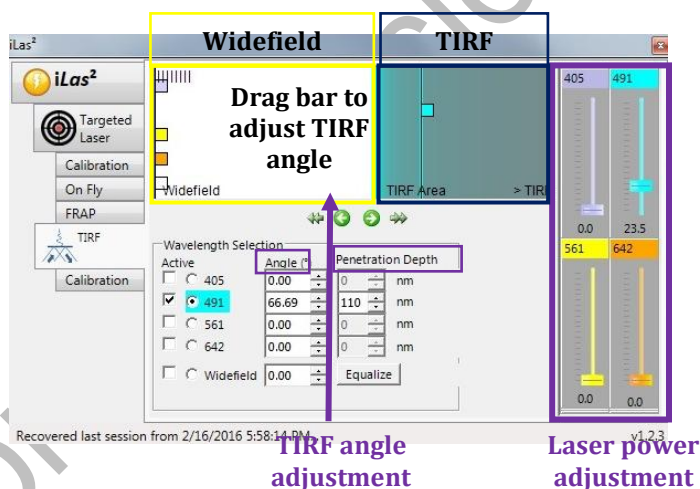 Widefield TIRF
iLas²
iLas²
Targeted
Laser
Calibration
On Fly
FRAP
TIRF
Calibration
Drag bar to
adjust TIRF
angle
Widefield
TIRF Area > TIRF
405 491
0.0 23.5
561 642
0.0 0.0
Wavelength Selection
Active Angle (°) Penetration Depth
405 0.00 0 nm
491 66.69 110 nm
561 0.00 0 nm
642 0.00 0 nm
Widefield 0.00 Equalize
Recovered last session from 2/16/2016 5:58:14 PM
v1.2.3
TIRF angle
adjustment
Laser power
adjustment